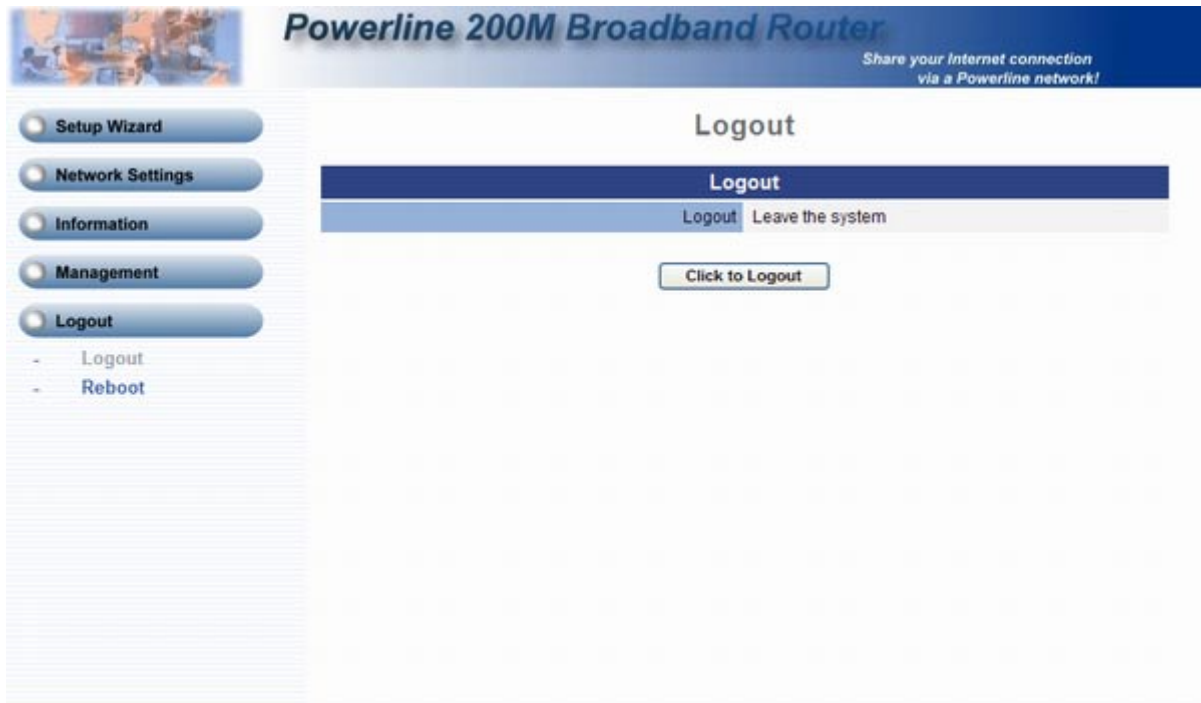 Powerline 200M Broadband Router
Share your Internet connection
via a Powerline network!
Setup Wizard
Network Settings
Information
Management
Logout
- Logout
- Reboot
Logout
Logout
Logout Leave the system
Click to Logout